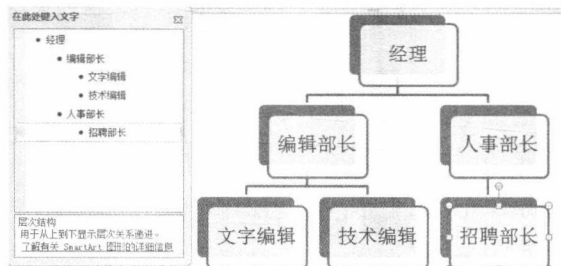 在此处键入文字
经理
编辑部长
文字编辑
技术编辑
人事部长
招聘部长
层次结构
用于从上到下显示层次关系递进。
了解有关 SmartArt 图形的详细信息
经理
编辑部长 人事部长
文字编辑 技术编辑 招聘部长